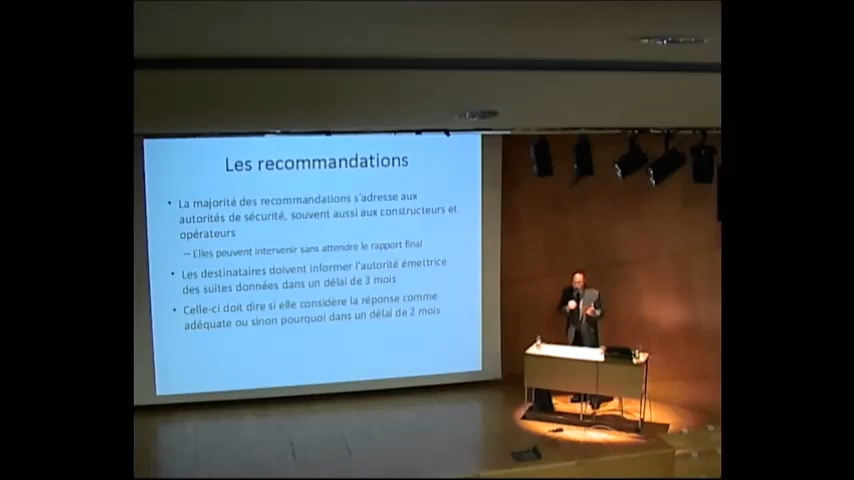 Les recommandations
• La majorité des recommandations s'adresse aux
autorités de sécurité, souvent aussi aux constructeurs et
opérateurs
– Elles peuvent intervenir sans attendre le rapport final
• Les destinataires doivent informer l'autorité émettrice
des suites données dans un délai de 3 mois
• Celle-ci doit dire si elle considère la réponse comme
adéquate ou sinon pourquoi dans un délai de 2 mois